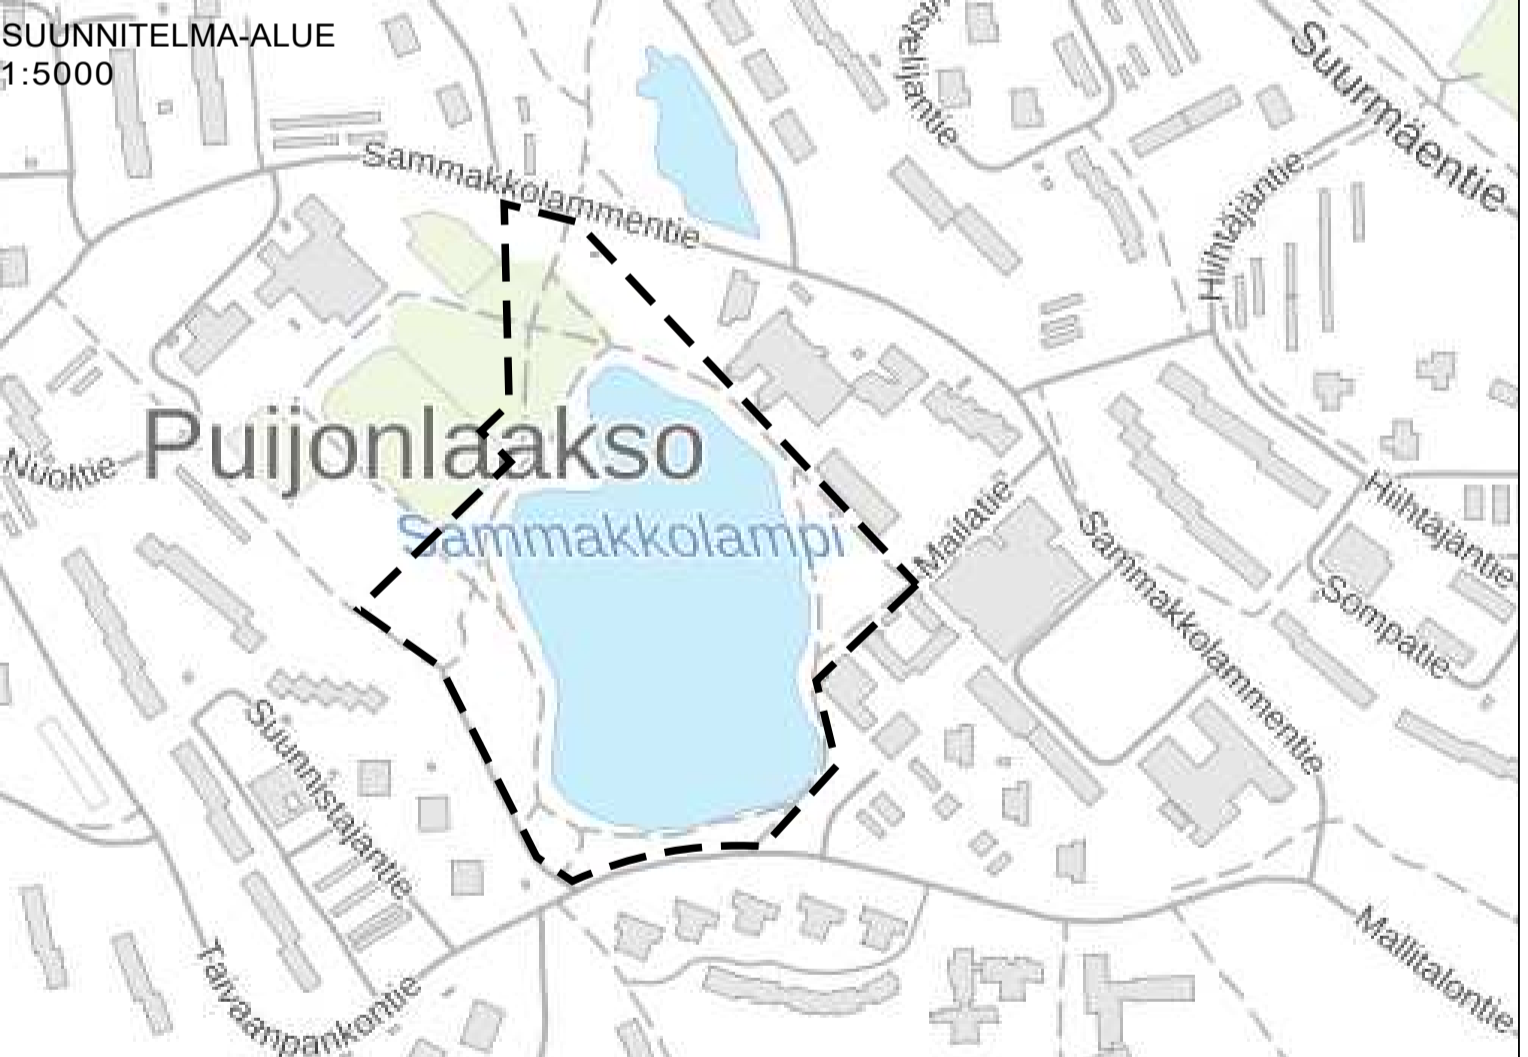 SUUNNITELMA-ALUE
1:5000
Suurmäentie
Sammakkolammentie
Hiihtäjäntie
Puijonlaakso
Nuolitie
Sammakkolampi
Mailatie
Hiihtäjäntie
Sammakkolammentie
Sompatie
Suunnistajantie
Taivaanpankontie
Mallitalontie